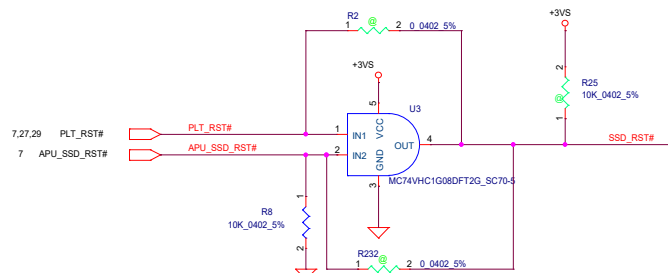 +3VS
R2
1 @ 2 0_0402_5%
+3VS
U3
2
R25
10K_0402_5%
@
1
5
7,27,29 PLT_RST# PLT_RST# 1 IN1 VCC
OUT 4 SSD_RST#
7 APU_SSD_RST# APU_SSD_RST# 2 IN2 GND
3
MC74VHC1G08DFT2G_SC70-5
1
R8
10K_0402_5%
2
R232
1 @ 2 0_0402_5%